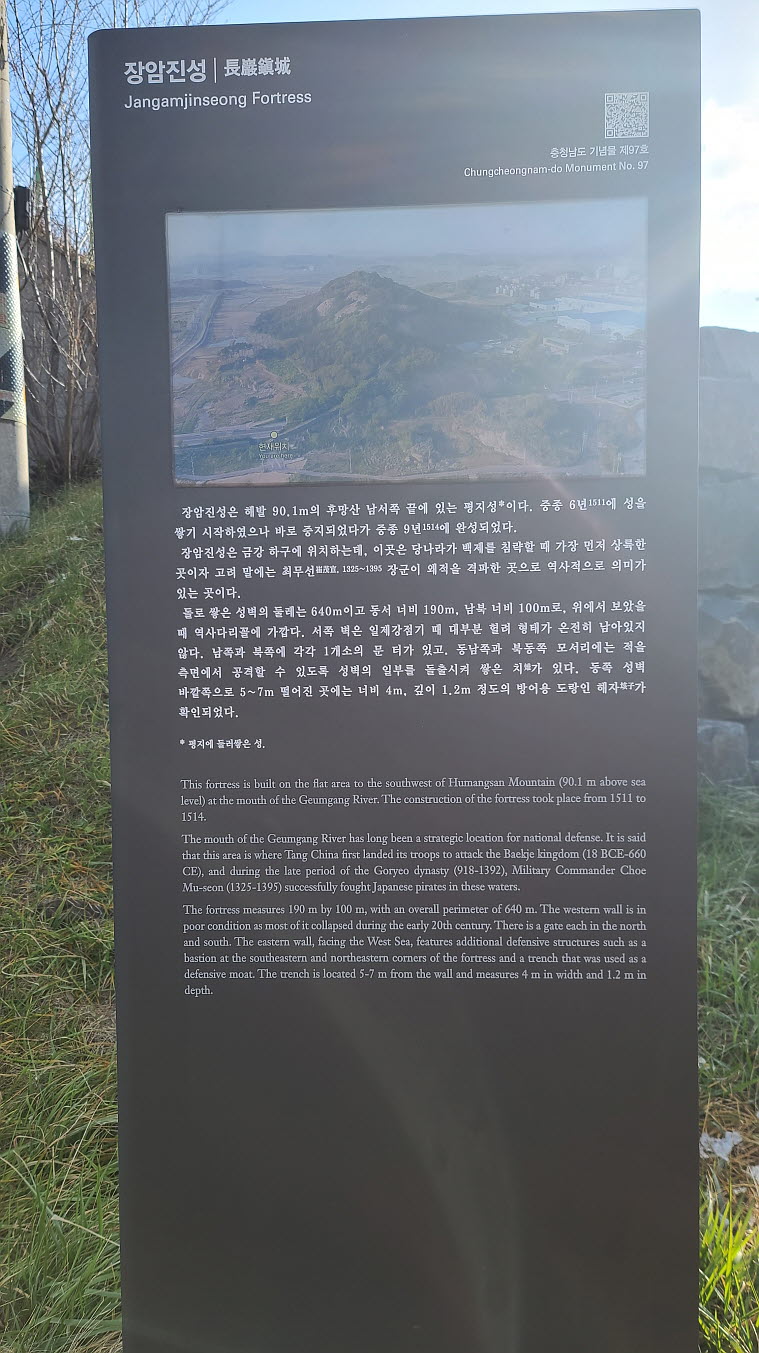 장암진성 | 長巖鎭城
Jangamjinseong Fortress
충청남도 기념물 제97호
Chungcheongnam-do Monument No. 97
현재위치
You are here
장암진성은 해발 90.1m의 후망산 남서쪽 끝에 있는 평지성*이다. 중종 6년1511에 성을
쌓기 시작하였으나 바로 중지되었다가 중종 9년1514에 완성되었다.
장암진성은 금강 하구에 위치하는데, 이곳은 당나라가 백제를 침략할 때 가장 먼저 상륙한
곳이자 고려 말에는 최무선崔茂宣, 1325~1395 장군이 왜적을 격파한 곳으로 역사적으로 의미가
있는 곳이다.
돌로 쌓은 성벽의 둘레는 640m이고 동서 너비 190m, 남북 너비 100m로, 위에서 보았을
때 역사다리꼴에 가깝다. 서쪽 벽은 일제강점기 때 대부분 헐려 형태가 온전히 남아있지
않다. 남쪽과 북쪽에 각각 1개소의 문 터가 있고, 동남쪽과 북동쪽 모서리에는 적을
측면에서 공격할 수 있도록 성벽의 일부를 돌출시켜 쌓은 치雉가 있다. 동쪽 성벽
바깥쪽으로 5~7m 떨어진 곳에는 너비 4m, 깊이 1.2m 정도의 방어용 도랑인 해자垓子가
확인되었다.
* 평지에 둘러쌓은 성.
This fortress is built on the flat area to the southwest of Humangsan Mountain (90.1 m above sea
level) at the mouth of the Geumgang River. The construction of the fortress took place from 1511 to
1514.
The mouth of the Geumgang River has long been a strategic location for national defense. It is said
that this area is where Tang China first landed its troops to attack the Baekje kingdom (18 BCE-660
CE), and during the late period of the Goryeo dynasty (918-1392), Military Commander Choe
Mu-seon (1325-1395) successfully fought Japanese pirates in these waters.
The fortress measures 190 m by 100 m, with an overall perimeter of 640 m. The western wall is in
poor condition as most of it collapsed during the early 20th century. There is a gate each in the north
and south. The eastern wall, facing the West Sea, features additional defensive structures such as a
bastion at the southeastern and northeastern corners of the fortress and a trench that was used as a
defensive moat. The trench is located 5-7 m from the wall and measures 4 m in width and 1.2 m in
depth.